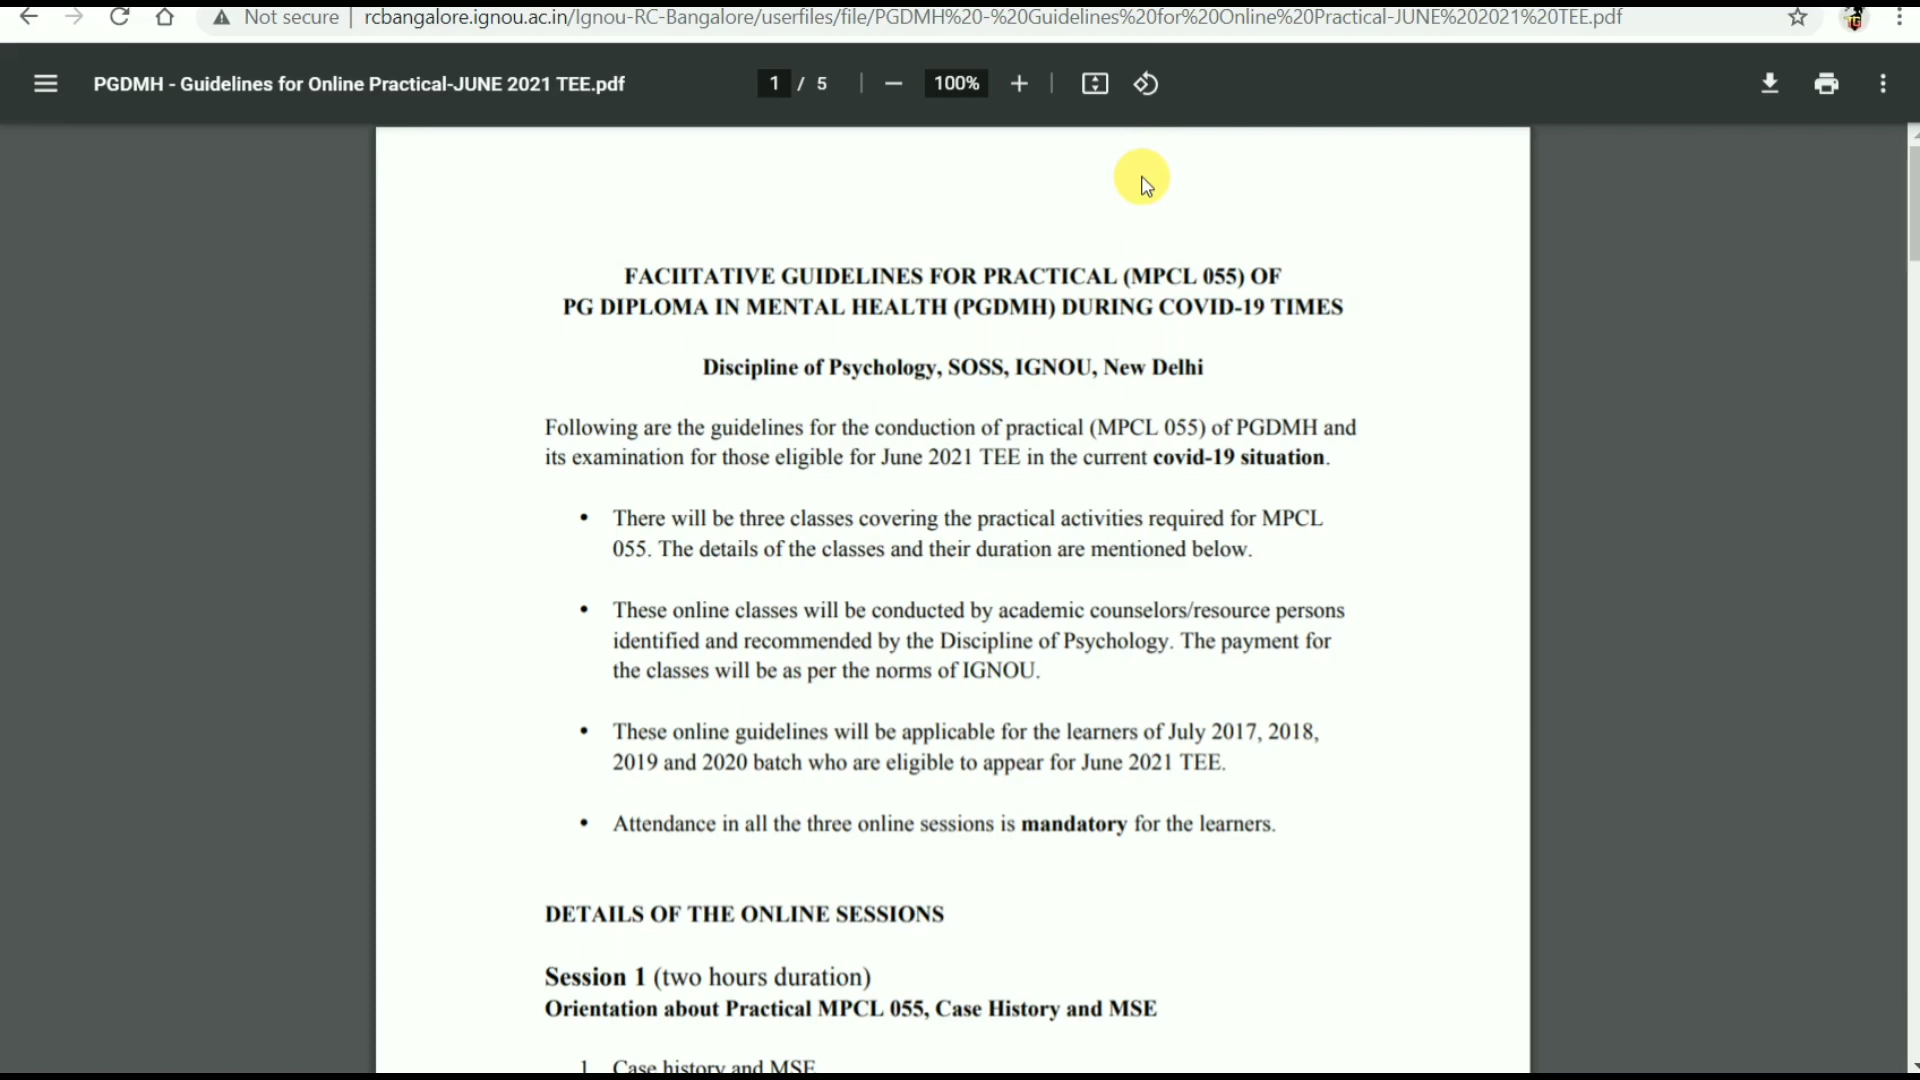 Not secure | rcbangalore.ignou.ac.in/Ignou-RC-Bangalore/userfiles/file/PGDMH%20-%20Guidelines%20for%20Online%20Practical-JUNE%202021%20TEE.pdf
PGDMH - Guidelines for Online Practical-JUNE 2021 TEE.pdf
1 / 5
100%
FACIITATIVE GUIDELINES FOR PRACTICAL (MPCL 055) OF
PG DIPLOMA IN MENTAL HEALTH (PGDMH) DURING COVID-19 TIMES
Discipline of Psychology, SOSS, IGNOU, New Delhi
Following are the guidelines for the conduction of practical (MPCL 055) of PGDMH and
its examination for those eligible for June 2021 TEE in the current covid-19 situation.
• There will be three classes covering the practical activities required for MPCL
055. The details of the classes and their duration are mentioned below.
• These online classes will be conducted by academic counselors/resource persons
identified and recommended by the Discipline of Psychology. The payment for
the classes will be as per the norms of IGNOU.
• These online guidelines will be applicable for the learners of July 2017, 2018,
2019 and 2020 batch who are eligible to appear for June 2021 TEE.
• Attendance in all the three online sessions is mandatory for the learners.
DETAILS OF THE ONLINE SESSIONS
Session 1 (two hours duration)
Orientation about Practical MPCL 055, Case History and MSE
1 Case history and MSE